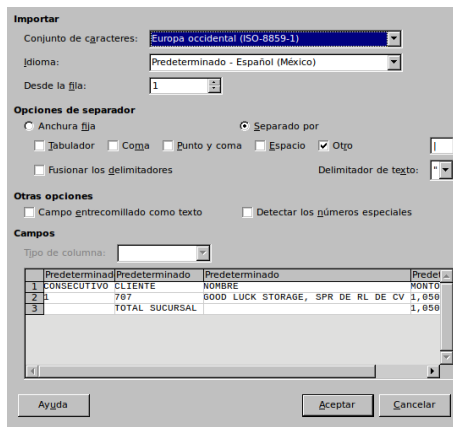 Importar
Conjunto de caracteres: Europa occidental (ISO-8859-1)
Idioma: Predeterminado - Español (México)
Desde la fila: 1
Opciones de separador
Anchura fija Separado por
Tabulador Coma Punto y coma Espacio Otro |
Fusionar los delimitadores Delimitador de texto: "
Otras opciones
Campo entrecomillado como texto Detectar los números especiales
Campos
Tipo de columna:
Predeterminad Predeterminado Predeterminado Predet
1 CONSECUTIVO CLIENTE NOMBRE MONTO
2 1 707 GOOD LUCK STORAGE, SPR DE RL DE CV 1,050
3 TOTAL SUCURSAL 1,050
Ayuda Aceptar Cancelar